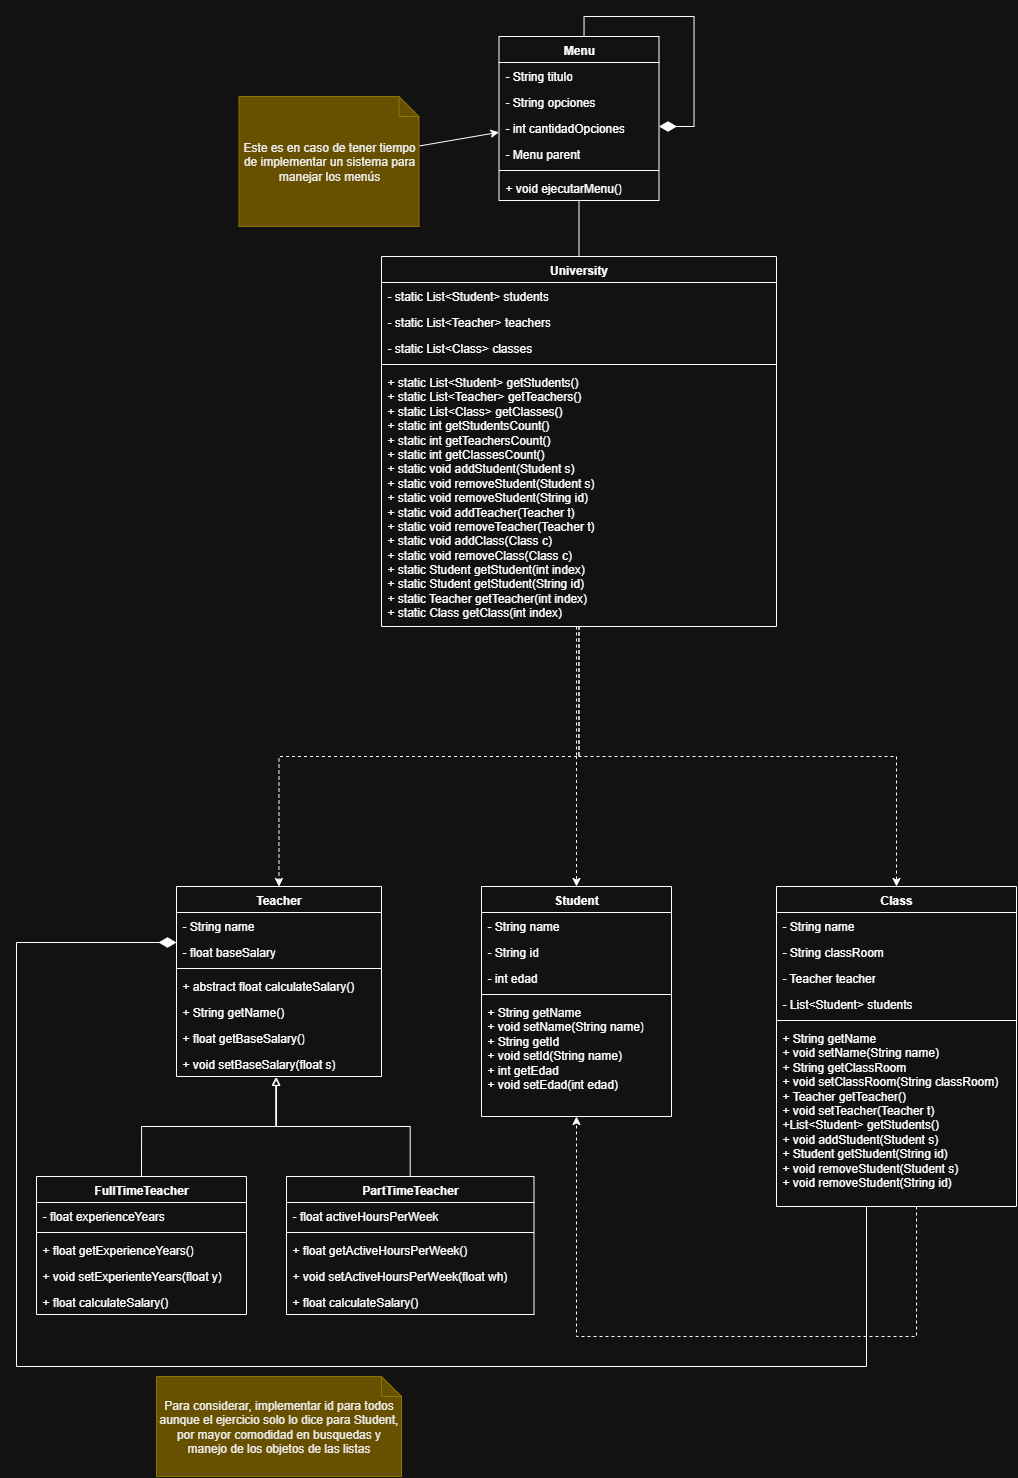 Menu
- String titulo
- String opciones
- int cantidadOpciones
- Menu parent
+ void ejecutarMenu()
Este es en caso de tener tiempo
de implementar un sistema para
manejar los menús
University
- static List<Student> students
- static List<Teacher> teachers
- static List<Class> classes
+ static List<Student> getStudents()
+ static List<Teacher> getTeachers()
+ static List<Class> getClasses()
+ static int getStudentsCount()
+ static int getTeachersCount()
+ static int getClassesCount()
+ static void addStudent(Student s)
+ static void removeStudent(Student s)
+ static void removeStudent(String id)
+ static void addTeacher(Teacher t)
+ static void removeTeacher(Teacher t)
+ static void addClass(Class c)
+ static void removeClass(Class c)
+ static Student getStudent(int index)
+ static Student getStudent(String id)
+ static Teacher getTeacher(int index)
+ static Class getClass(int index)
Teacher
- String name
- float baseSalary
+ abstract float calculateSalary()
+ String getName()
+ float getBaseSalary()
+ void setBaseSalary(float s)
Student
- String name
- String id
- int edad
+ String getName
+ void setName(String name)
+ String getId
+ void setId(String name)
+ int getEdad
+ void setEdad(int edad)
Class
- String name
- String classRoom
- Teacher teacher
- List<Student> students
+ String getName
+ void setName(String name)
+ String getClassRoom
+ void setClassRoom(String classRoom)
+ Teacher getTeacher()
+ void setTeacher(Teacher t)
+List<Student> getStudents()
+ void addStudent(Student s)
+ Student getStudent(String id)
+ void removeStudent(Student s)
+ void removeStudent(String id)
FullTimeTeacher
- float experienceYears
+ float getExperienceYears()
+ void setExperienteYears(float y)
+ float calculateSalary()
PartTimeTeacher
- float activeHoursPerWeek
+ float getActiveHoursPerWeek()
+ void setActiveHoursPerWeek(float wh)
+ float calculateSalary()
Para considerar, implementar id para todos
aunque el ejercicio solo lo dice para Student,
por mayor comodidad en busquedas y
manejo de los objetos de las listas